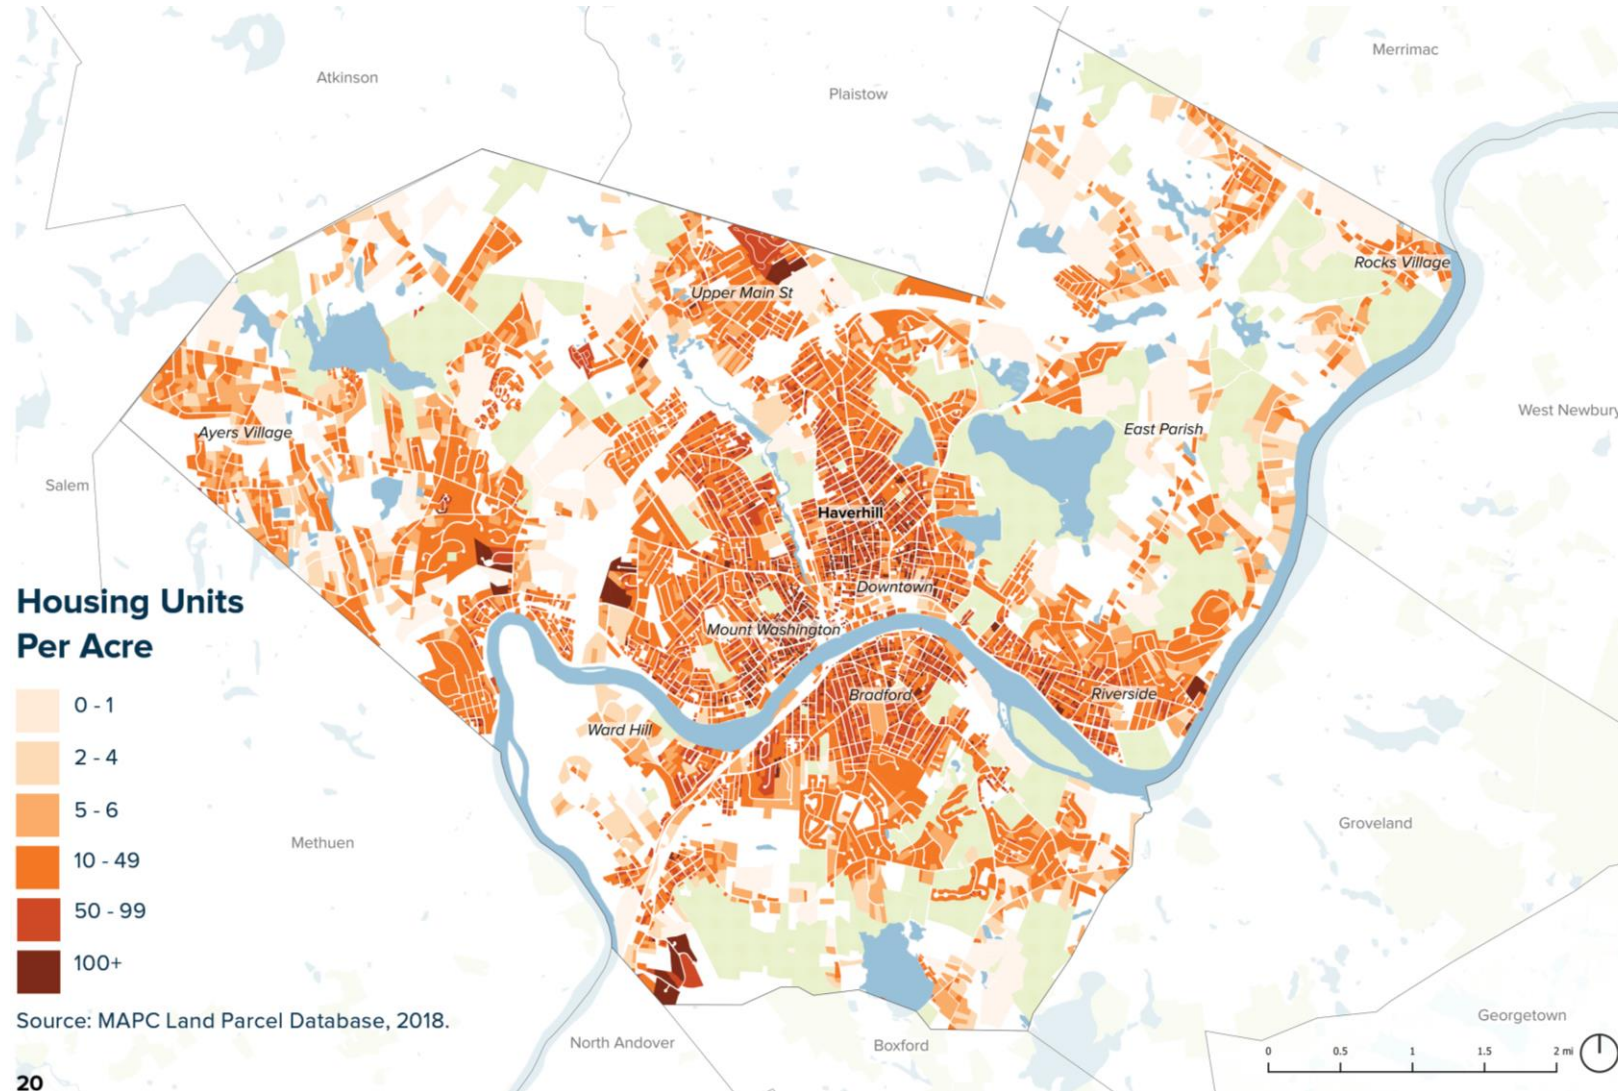 Merrimac
Atkinson
Plaistow
Rocks Village
Upper Main St
West Newbury
Ayers Village
East Parish
Salem
Haverhill
Downtown
Housing Units
Per Acre
Mount Washington
Bradford
Riverside
Ward Hill
0 - 1
2 - 4
5 - 6
10 - 49
50 - 99
100+
Methuen
Groveland
Source: MAPC Land Parcel Database, 2018.
Georgetown
North Andover
Boxford
0 0.5 1 1.5 2 mi
20